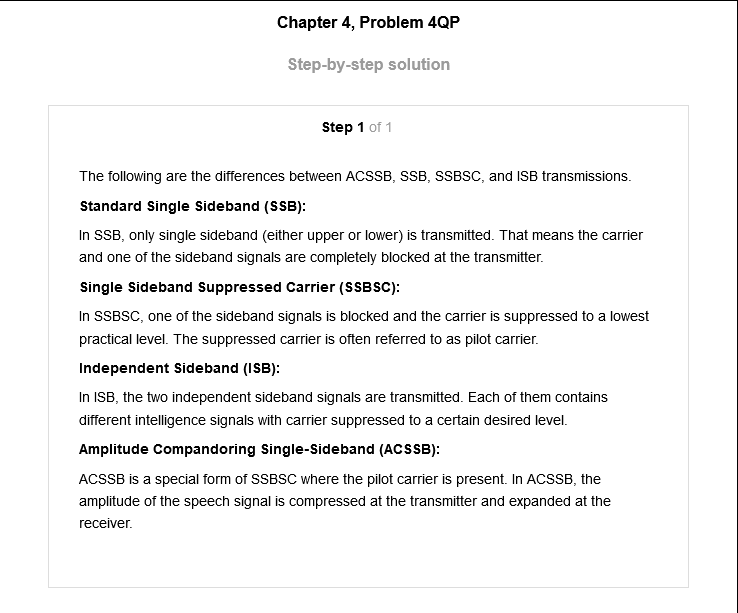 Chapter 4, Problem 4QP
Step-by-step solution
Step 1 of 1
The following are the differences between ACSSB, SSB, SSBSC, and ISB transmissions.
Standard Single Sideband (SSB):
In SSB, only single sideband (either upper or lower) is transmitted. That means the carrier
and one of the sideband signals are completely blocked at the transmitter.
Single Sideband Suppressed Carrier (SSBSC):
In SSBSC, one of the sideband signals is blocked and the carrier is suppressed to a lowest
practical level. The suppressed carrier is often referred to as pilot carrier.
Independent Sideband (ISB):
In ISB, the two independent sideband signals are transmitted. Each of them contains
different intelligence signals with carrier suppressed to a certain desired level.
Amplitude Compandoring Single-Sideband (ACSSB):
ACSSB is a special form of SSBSC where the pilot carrier is present. In ACSSB, the
amplitude of the speech signal is compressed at the transmitter and expanded at the
receiver.